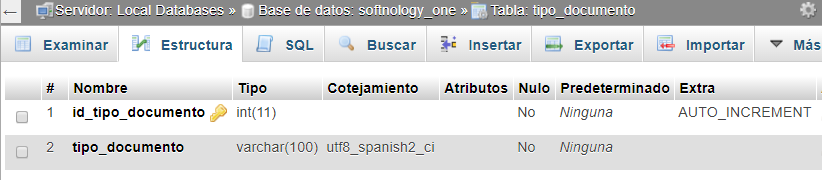 Servidor: Local Databases » Base de datos: softnology_one » Tabla: tipo_documento
Examinar Estructura SQL Buscar Insertar Exportar Importar Más
# Nombre Tipo Cotejamiento Atributos Nulo Predeterminado Extra
1 id_tipo_documento int(11) No Ninguna AUTO_INCREMENT
2 tipo_documento varchar(100) utf8_spanish2_ci No Ninguna